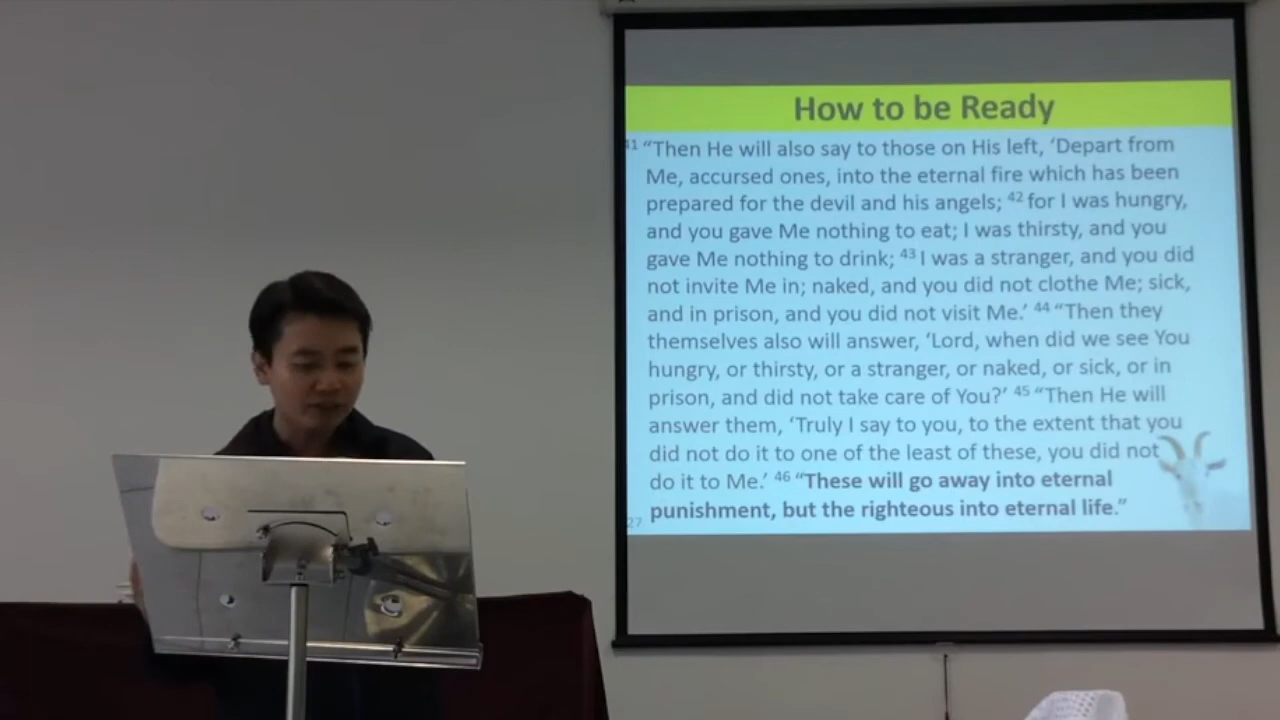 How to be Ready
41 “Then He will also say to those on His left, ‘Depart from
Me, accursed ones, into the eternal fire which has been
prepared for the devil and his angels; 42 for I was hungry,
and you gave Me nothing to eat; I was thirsty, and you
gave Me nothing to drink; 43 I was a stranger, and you did
not invite Me in; naked, and you did not clothe Me; sick,
and in prison, and you did not visit Me.’ 44 “Then they
themselves also will answer, ‘Lord, when did we see You
hungry, or thirsty, or a stranger, or naked, or sick, or in
prison, and did not take care of You?’ 45 “Then He will
answer them, ‘Truly I say to you, to the extent that you
did not do it to one of the least of these, you did not
do it to Me.’ 46 “These will go away into eternal
punishment, but the righteous into eternal life.”
27